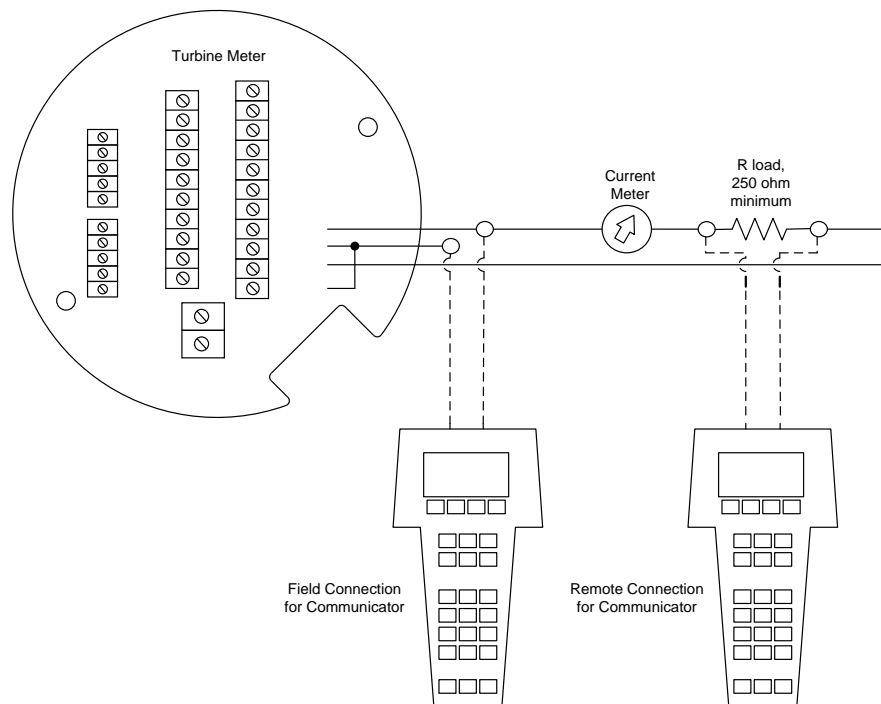 Turbine Meter
Current
Meter
R load,
250 ohm
minimum
Field Connection
for Communicator
Remote Connection
for Communicator